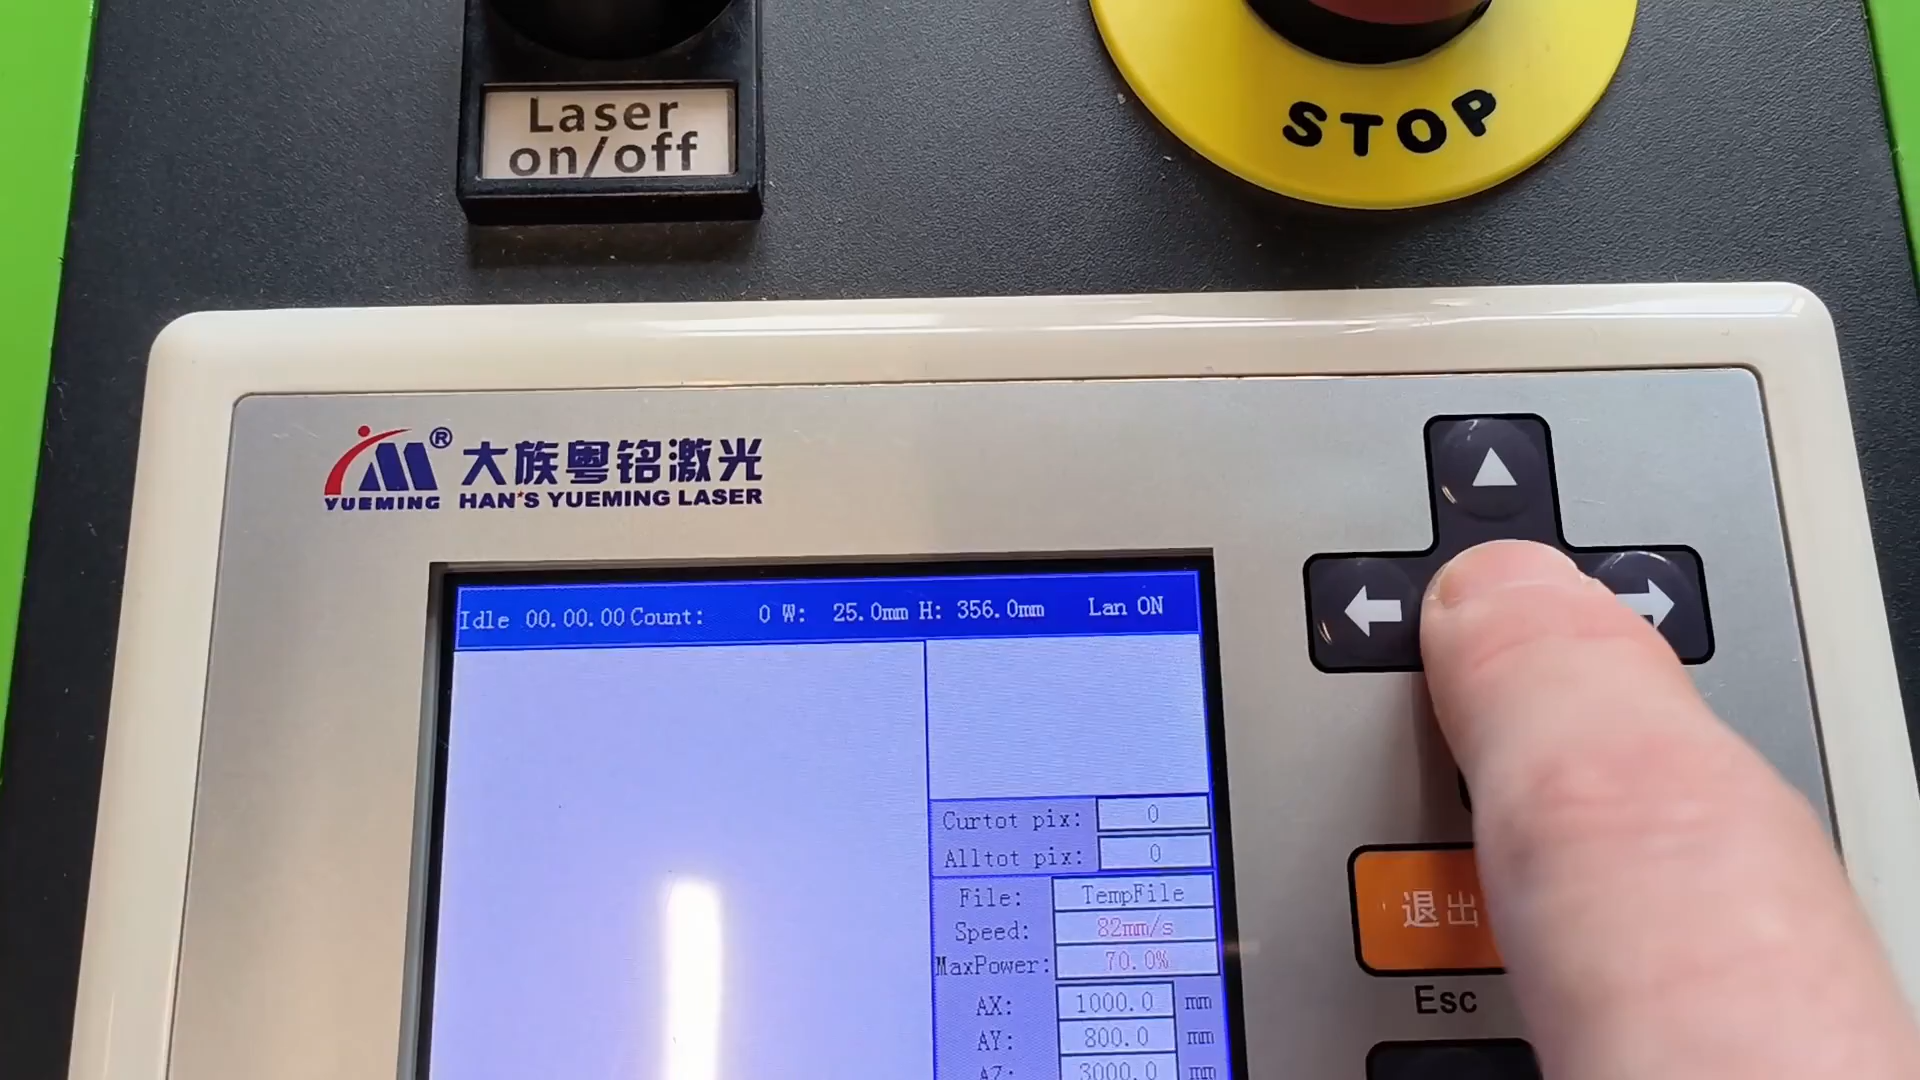 Laser
on/off
STOP
® 大族粤铭激光
YUEMING HAN'S YUEMING LASER
Idle 00.00.00 Count: 0 W: 25.0mm H: 356.0mm Lan ON
Curtot pix: 0
Alltot pix: 0
File: TempFile
Speed: 82mm/s
MaxPower: 70.0%
AX: 1000.0 mm
AY: 800.0 mm
AZ: 3000.0 mm
退出
Esc